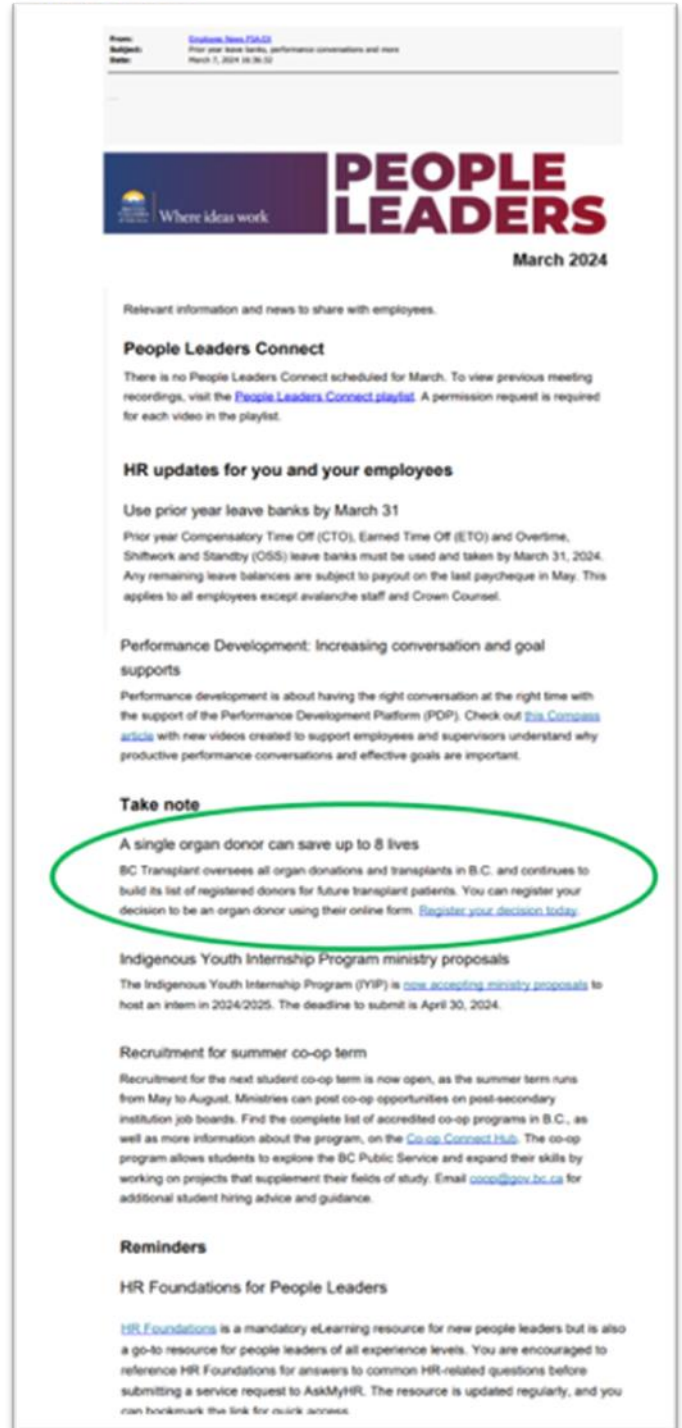 From: Employee News PSA:EX
Subject: Prior year leave banks, performance conversations and more
Date: March 7, 2024 16:36:32
Where ideas work
PEOPLE
LEADERS
March 2024
Relevant information and news to share with employees.
People Leaders Connect
There is no People Leaders Connect scheduled for March. To view previous meeting
recordings, visit the People Leaders Connect playlist. A permission request is required
for each video in the playlist.
HR updates for you and your employees
Use prior year leave banks by March 31
Prior year Compensatory Time Off (CTO), Earned Time Off (ETO) and Overtime,
Shiftwork and Standby (OSS) leave banks must be used and taken by March 31, 2024.
Any remaining leave balances are subject to payout on the last paycheque in May. This
applies to all employees except avalanche staff and Crown Counsel.
Performance Development: Increasing conversation and goal
supports
Performance development is about having the right conversation at the right time with
the support of the Performance Development Platform (PDP). Check out this Compass
article with new videos created to support employees and supervisors understand why
productive performance conversations and effective goals are important.
Take note
A single organ donor can save up to 8 lives
BC Transplant oversees all organ donations and transplants in B.C. and continues to
build its list of registered donors for future transplant patients. You can register your
decision to be an organ donor using their online form. Register your decision today.
Indigenous Youth Internship Program ministry proposals
The Indigenous Youth Internship Program (IYIP) is now accepting ministry proposals to
host an intern in 2024/2025. The deadline to submit is April 30, 2024.
Recruitment for summer co-op term
Recruitment for the next student co-op term is now open, as the summer term runs
from May to August. Ministries can post co-op opportunities on post-secondary
institution job boards. Find the complete list of accredited co-op programs in B.C., as
well as more information about the program, on the Co-op Connect Hub. The co-op
program allows students to explore the BC Public Service and expand their skills by
working on projects that supplement their fields of study. Email coop@gov.bc.ca for
additional student hiring advice and guidance.
Reminders
HR Foundations for People Leaders
HR Foundations is a mandatory eLearning resource for new people leaders but is also
a go-to resource for people leaders of all experience levels. You are encouraged to
reference HR Foundations for answers to common HR-related questions before
submitting a service request to AskMyHR. The resource is updated regularly, and you
can bookmark the link for quick access.